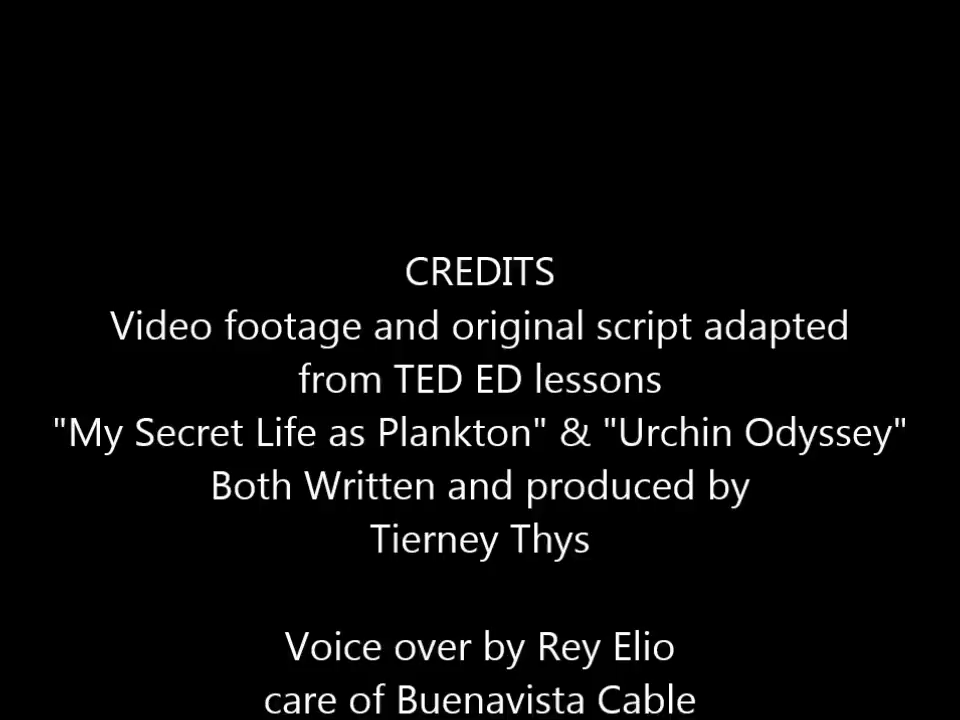 CREDITS
Video footage and original script adapted
from TED ED lessons
"My Secret Life as Plankton" & "Urchin Odyssey"
Both Written and produced by
Tierney Thys
Voice over by Rey Elio
care of Buenavista Cable